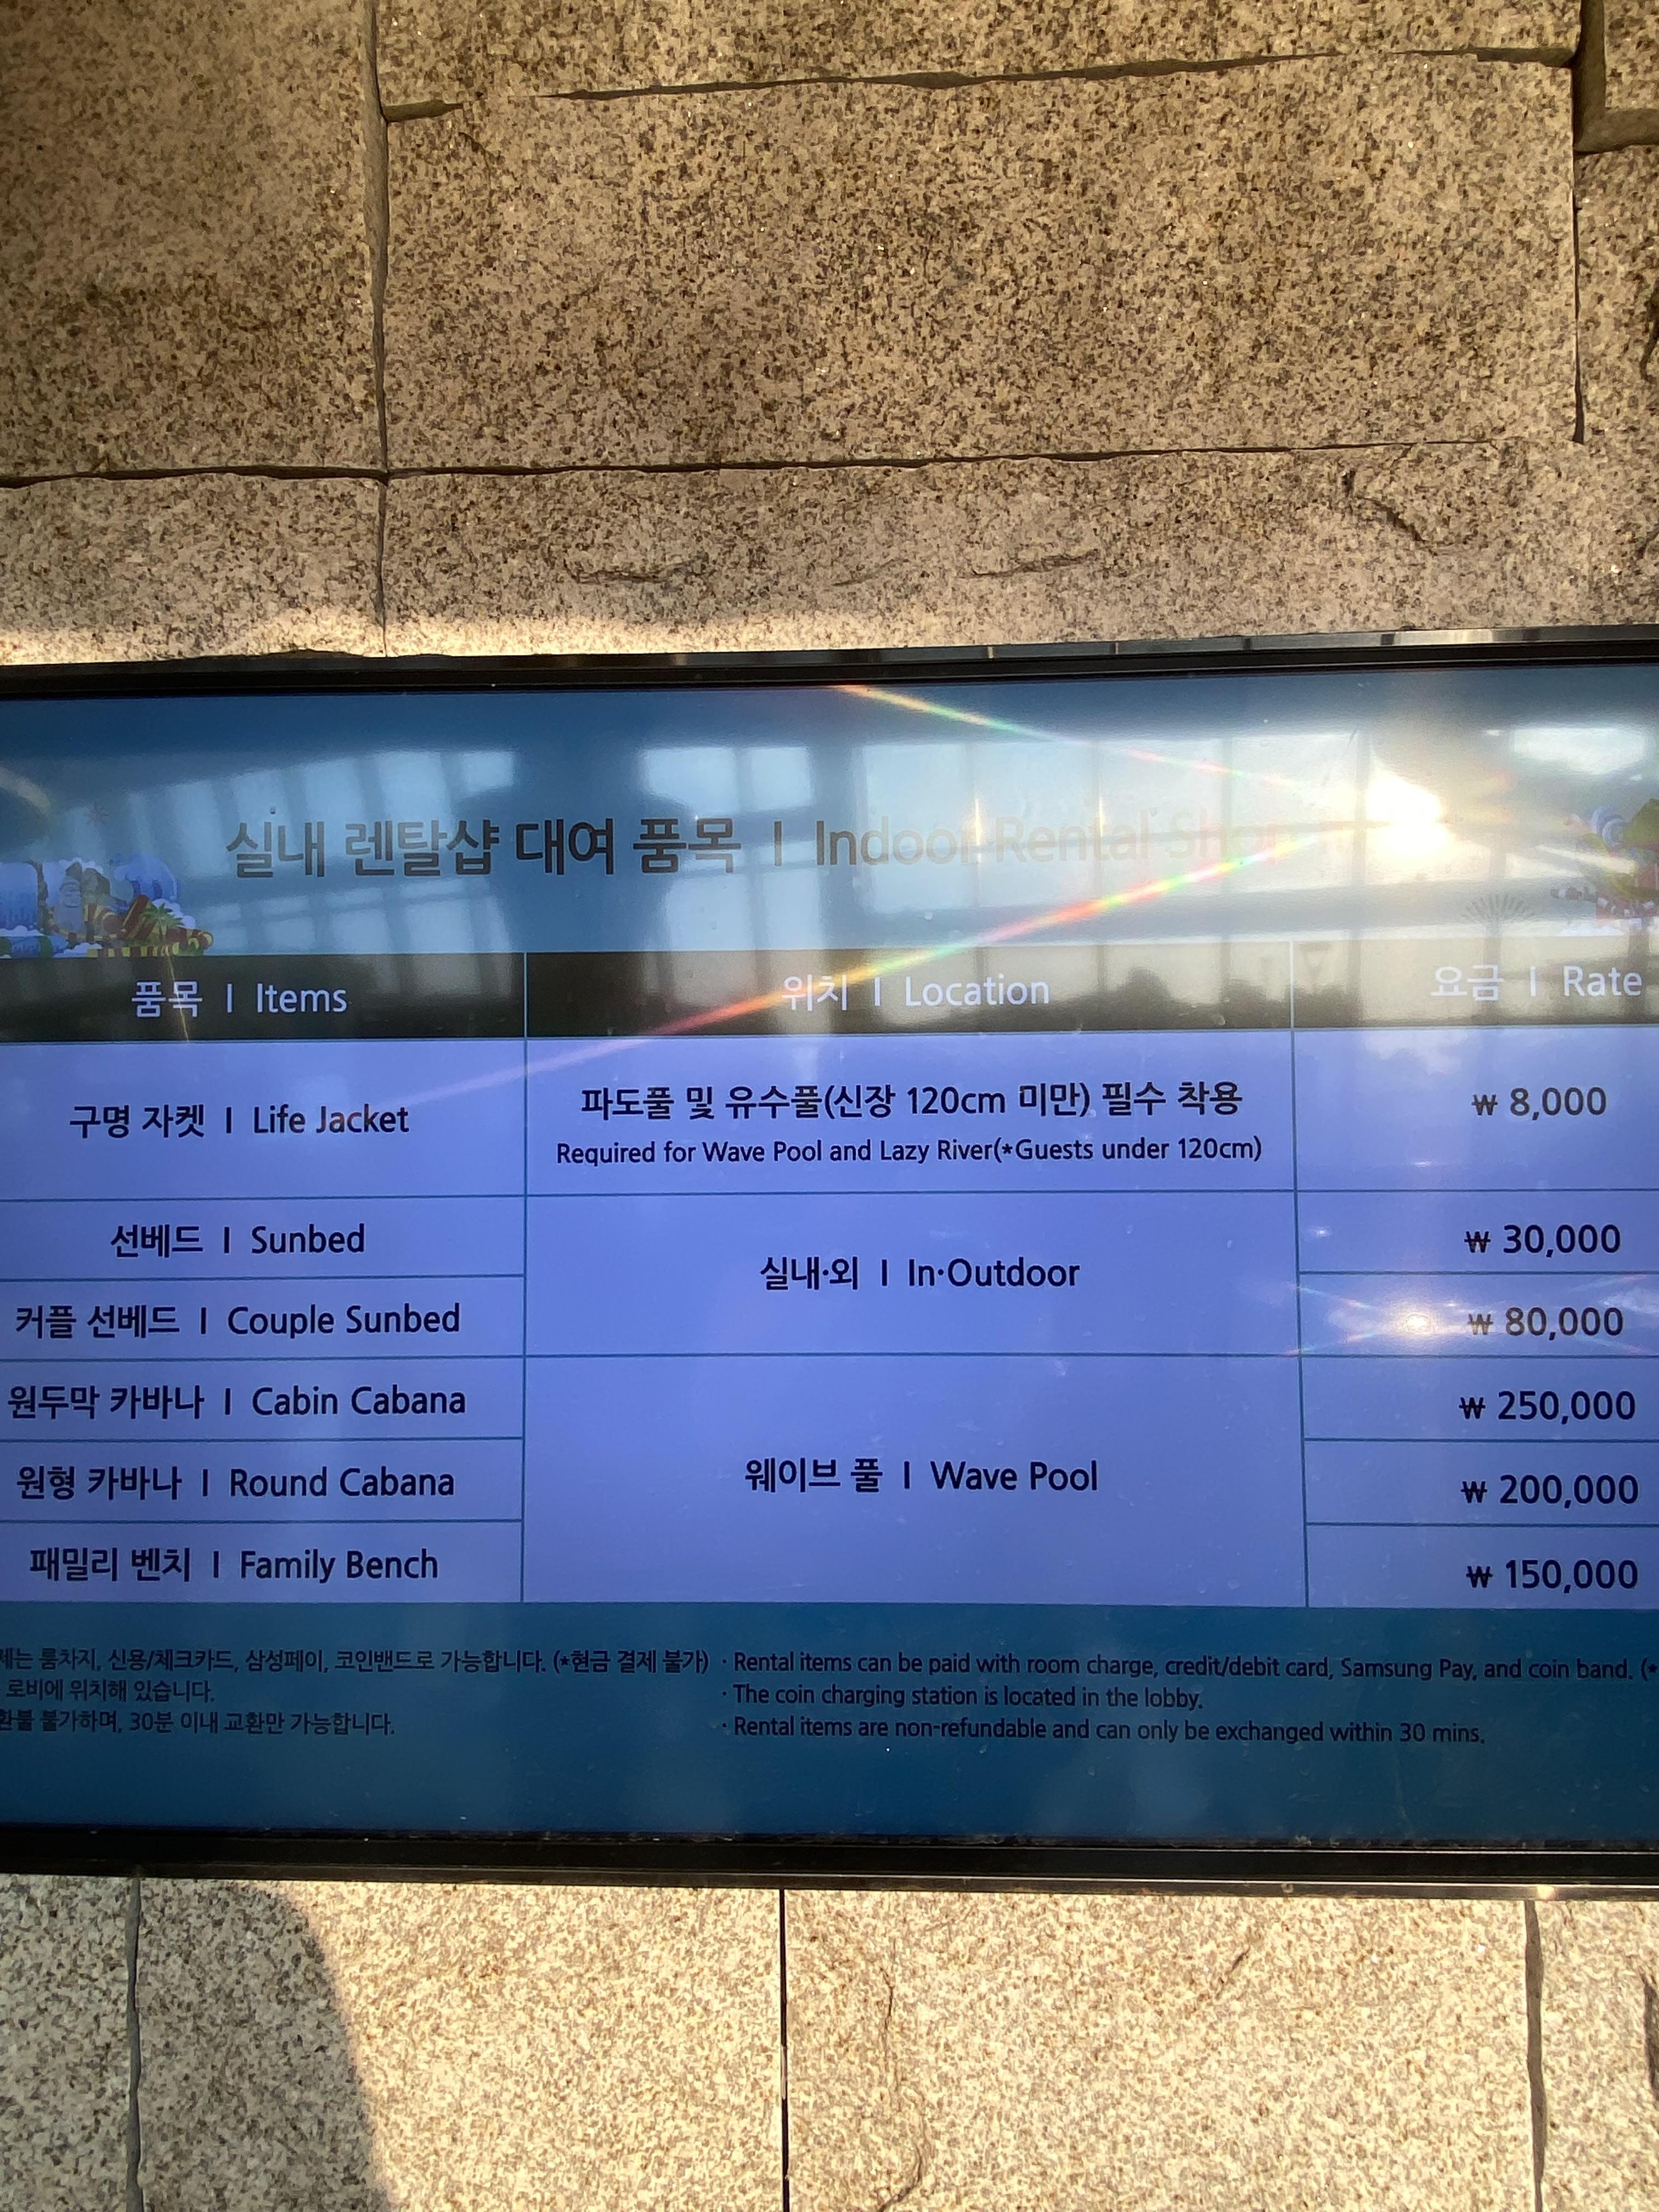 실내 렌탈샵 대여 품목 I Indoor Rental Shop
품목 I Items
위치 I Location
요금 I Rate
구명 자켓 I Life Jacket
파도풀 및 유수풀(신장 120cm 미만) 필수 착용
Required for Wave Pool and Lazy River(*Guests under 120cm)
₩ 8,000
선베드 I Sunbed
실내·외 I In·Outdoor
₩ 30,000
커플 선베드 I Couple Sunbed
₩ 80,000
원두막 카바나 I Cabin Cabana
₩ 250,000
웨이브 풀 I Wave Pool
원형 카바나 I Round Cabana
₩ 200,000
패밀리 벤치 I Family Bench
₩ 150,000
제는 룸차지, 신용/체크카드, 삼성페이, 코인밴드로 가능합니다. (*현금 결제 불가)
로비에 위치해 있습니다.
환불 불가하며, 30분 이내 교환만 가능합니다.
· Rental items can be paid with room charge, credit/debit card, Samsung Pay, and coin band. (*
· The coin charging station is located in the lobby.
· Rental items are non-refundable and can only be exchanged within 30 mins.